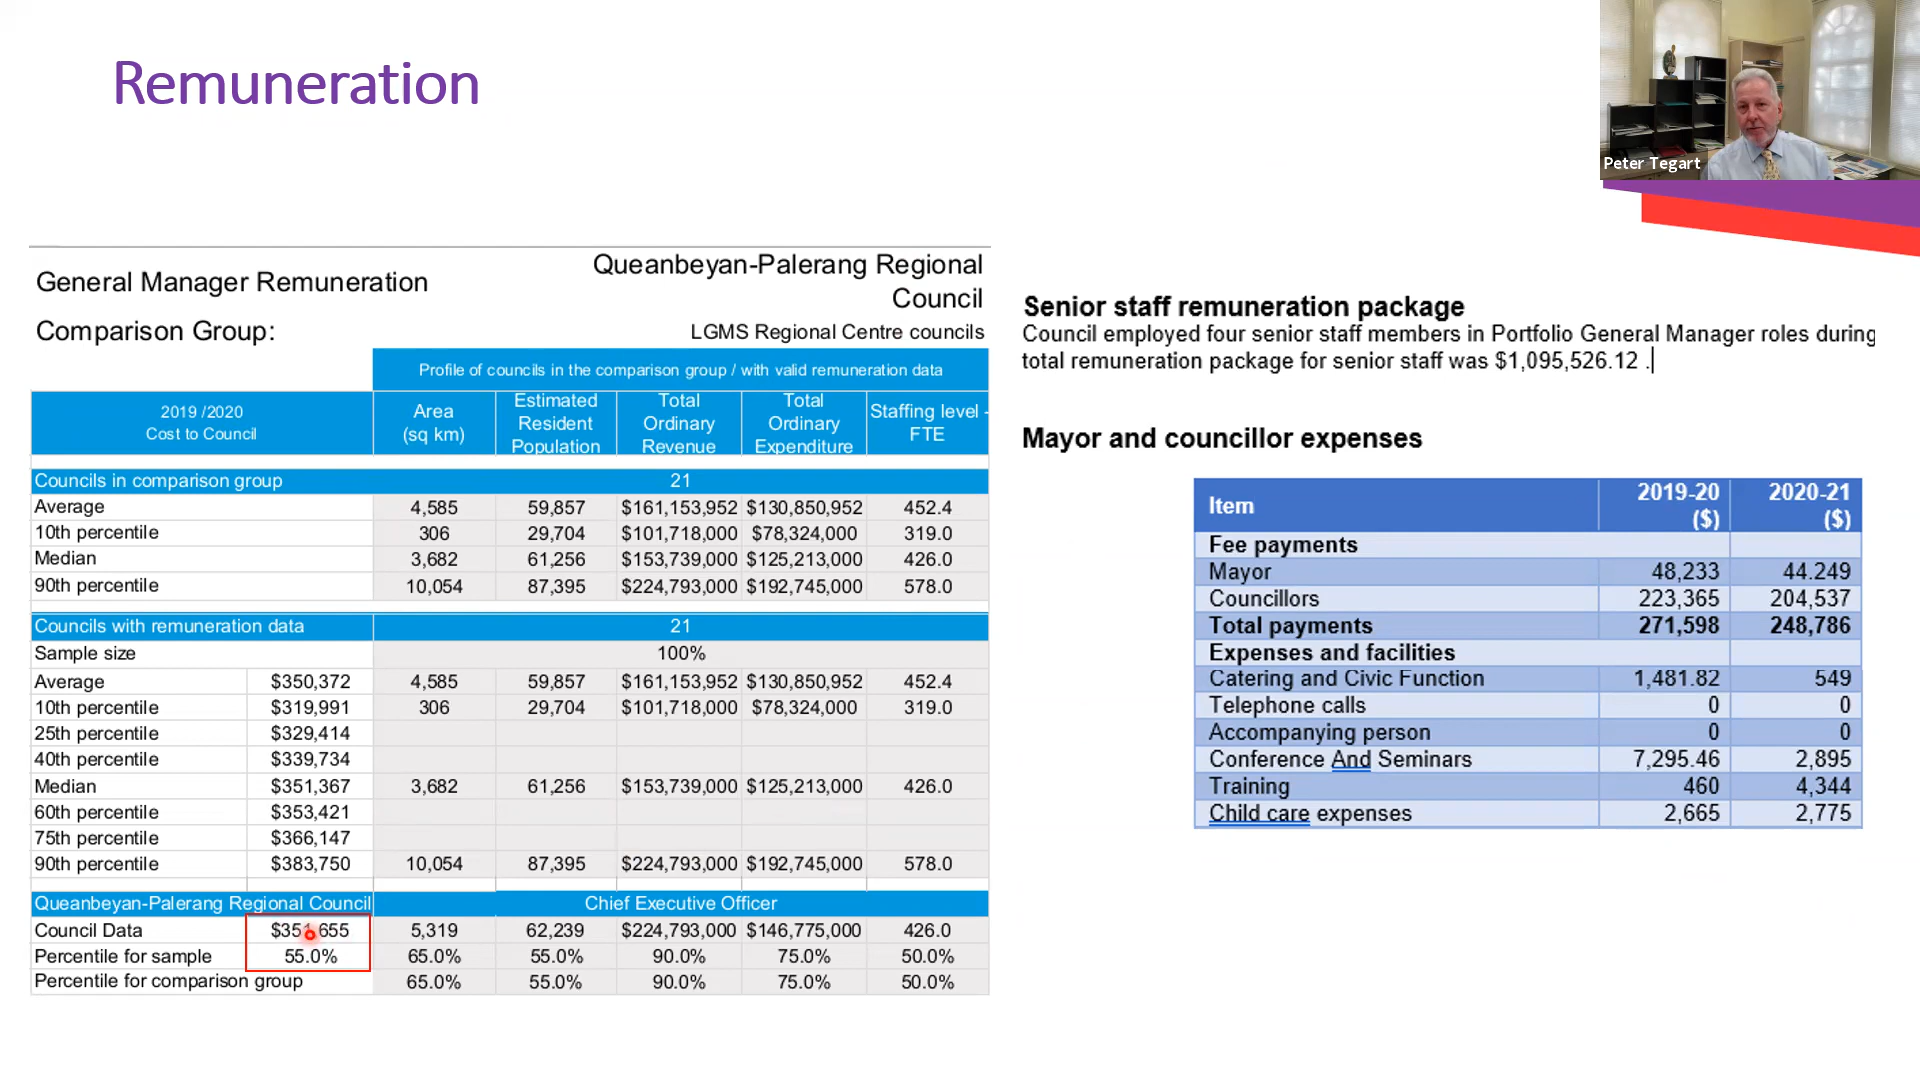 Remuneration
Peter Tegart
General Manager Remuneration
Queanbeyan-Palerang Regional
Council
Comparison Group:
LGMS Regional Centre councils
Profile of councils in the comparison group / with valid remuneration data
2019 /2020
Cost to Council
Area
(sq km)
Estimated
Resident
Population
Total
Ordinary
Revenue
Total
Ordinary
Expenditure
Staffing level -
FTE
Councils in comparison group 21
Average 4,585 59,857 $161,153,952 $130,850,952 452.4
10th percentile 306 29,704 $101,718,000 $78,324,000 319.0
Median 3,682 61,256 $153,739,000 $125,213,000 426.0
90th percentile 10,054 87,395 $224,793,000 $192,745,000 578.0
Councils with remuneration data 21
Sample size 100%
Average $350,372 4,585 59,857 $161,153,952 $130,850,952 452.4
10th percentile $319,991 306 29,704 $101,718,000 $78,324,000 319.0
25th percentile $329,414
40th percentile $339,734
Median $351,367 3,682 61,256 $153,739,000 $125,213,000 426.0
60th percentile $353,421
75th percentile $366,147
90th percentile $383,750 10,054 87,395 $224,793,000 $192,745,000 578.0
Queanbeyan-Palerang Regional Council Chief Executive Officer
Council Data $351,655 5,319 62,239 $224,793,000 $146,775,000 426.0
Percentile for sample 55.0% 65.0% 55.0% 90.0% 75.0% 50.0%
Percentile for comparison group 65.0% 55.0% 90.0% 75.0% 50.0%
Senior staff remuneration package
Council employed four senior staff members in Portfolio General Manager roles during
total remuneration package for senior staff was $1,095,526.12 .
Mayor and councillor expenses
Item 2019-20 ($) 2020-21 ($)
Fee payments
Mayor 48,233 44.249
Councillors 223,365 204,537
Total payments 271,598 248,786
Expenses and facilities
Catering and Civic Function 1,481.82 549
Telephone calls 0 0
Accompanying person 0 0
Conference And Seminars 7,295.46 2,895
Training 460 4,344
Child care expenses 2,665 2,775